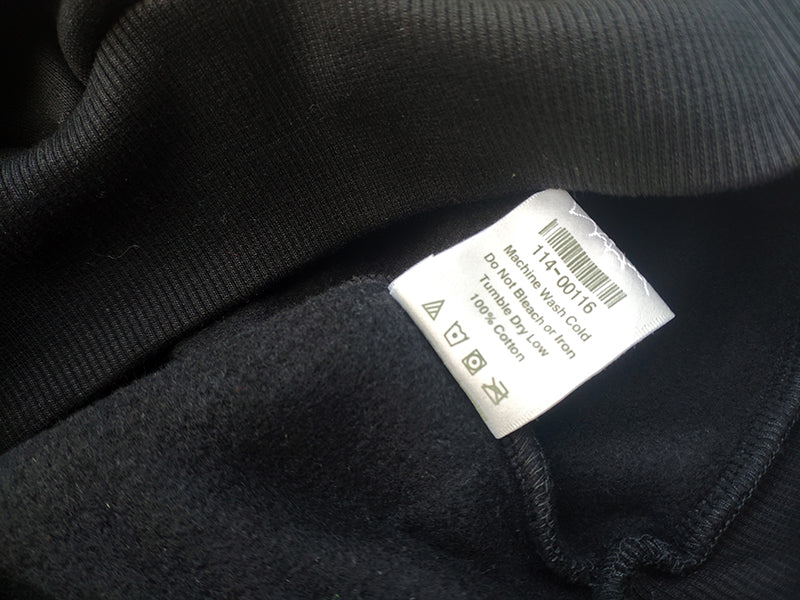 114-00116
Machine Wash Cold
Do Not Bleach or Iron
Tumble Dry Low
100% Cotton